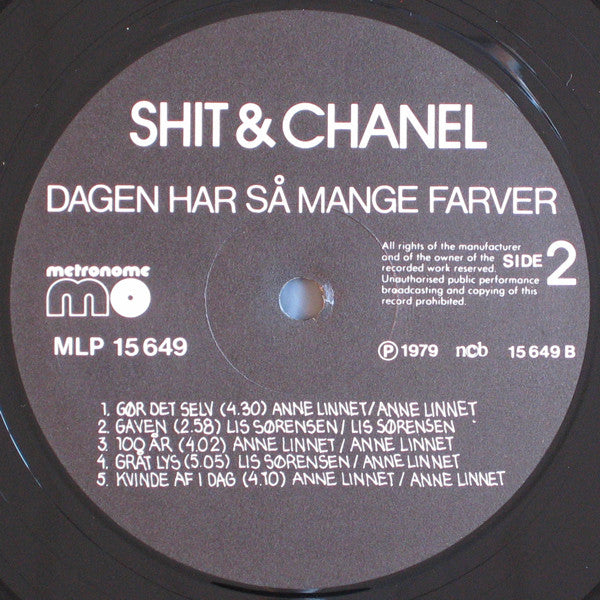 SHIT & CHANEL
DAGEN HAR SÅ MANGE FARVER
All rights of the manufacturer
and of the owner of the
recorded work reserved.
Unauthorised public performance
broadcasting and copying of this
record prohibited.
SIDE 2
metronome
mo
MLP 15 649
Ⓟ 1979 ncb 15 649 B
1. GØR DET SELV (4.30) ANNE LINNET/ANNE LINNET
2. GAVEN (2.58) LIS SØRENSEN/LIS SØRENSEN
3. 100 ÅR (4.02) ANNE LINNET/ANNE LINNET
4. GRÅT LYS (5.05) LIS SØRENSEN/ANNE LINNET
5. KVINDE AF I DAG (4.10) ANNE LINNET/ANNE LINNET